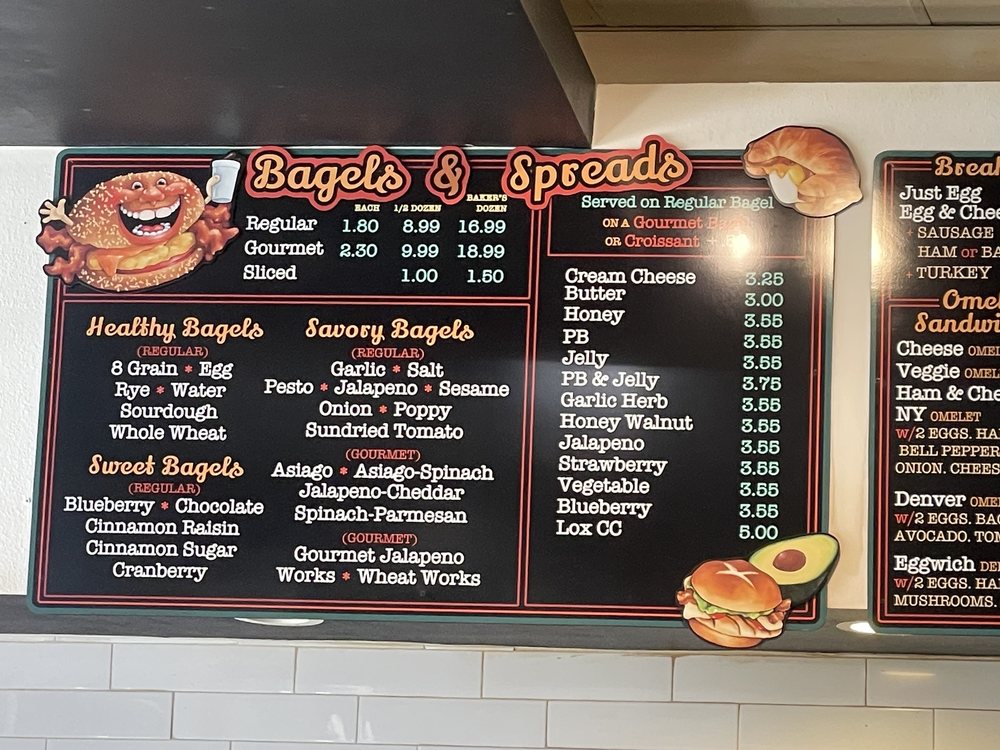 Bagels & Spreads
EACH 1/2 DOZEN BAKER'S DOZEN
Regular 1.80 8.99 16.99
Gourmet 2.30 9.99 18.99
Sliced 1.00 1.50
Healthy Bagels
(REGULAR)
8 Grain * Egg
Rye * Water
Sourdough
Whole Wheat
Sweet Bagels
(REGULAR)
Blueberry * Chocolate
Cinnamon Raisin
Cinnamon Sugar
Cranberry
Savory Bagels
(REGULAR)
Garlic * Salt
Pesto * Jalapeno * Sesame
Onion * Poppy
Sundried Tomato
(GOURMET)
Asiago * Asiago-Spinach
Jalapeno-Cheddar
Spinach-Parmesan
(GOURMET)
Gourmet Jalapeno
Works * Wheat Works
Served on Regular Bagel
ON A Gourmet
OR Croissant
Cream Cheese 3.25
Butter 3.00
Honey 3.55
PB 3.55
Jelly 3.55
PB & Jelly 3.75
Garlic Herb 3.55
Honey Walnut 3.55
Jalapeno 3.55
Strawberry 3.55
Vegetable 3.55
Blueberry 3.55
Lox CC 5.00
Just Egg
Egg &
+ SAUSAGE
HAM or
+ TURKEY
Cheese
Veggie
Ham &
NY OMELET
w/2 EGGS.
BELL PEPPER
ONION.
Denver
w/2 EGGS.
AVOCADO.
Eggwich
w/2 EGGS.
MUSHROOMS.